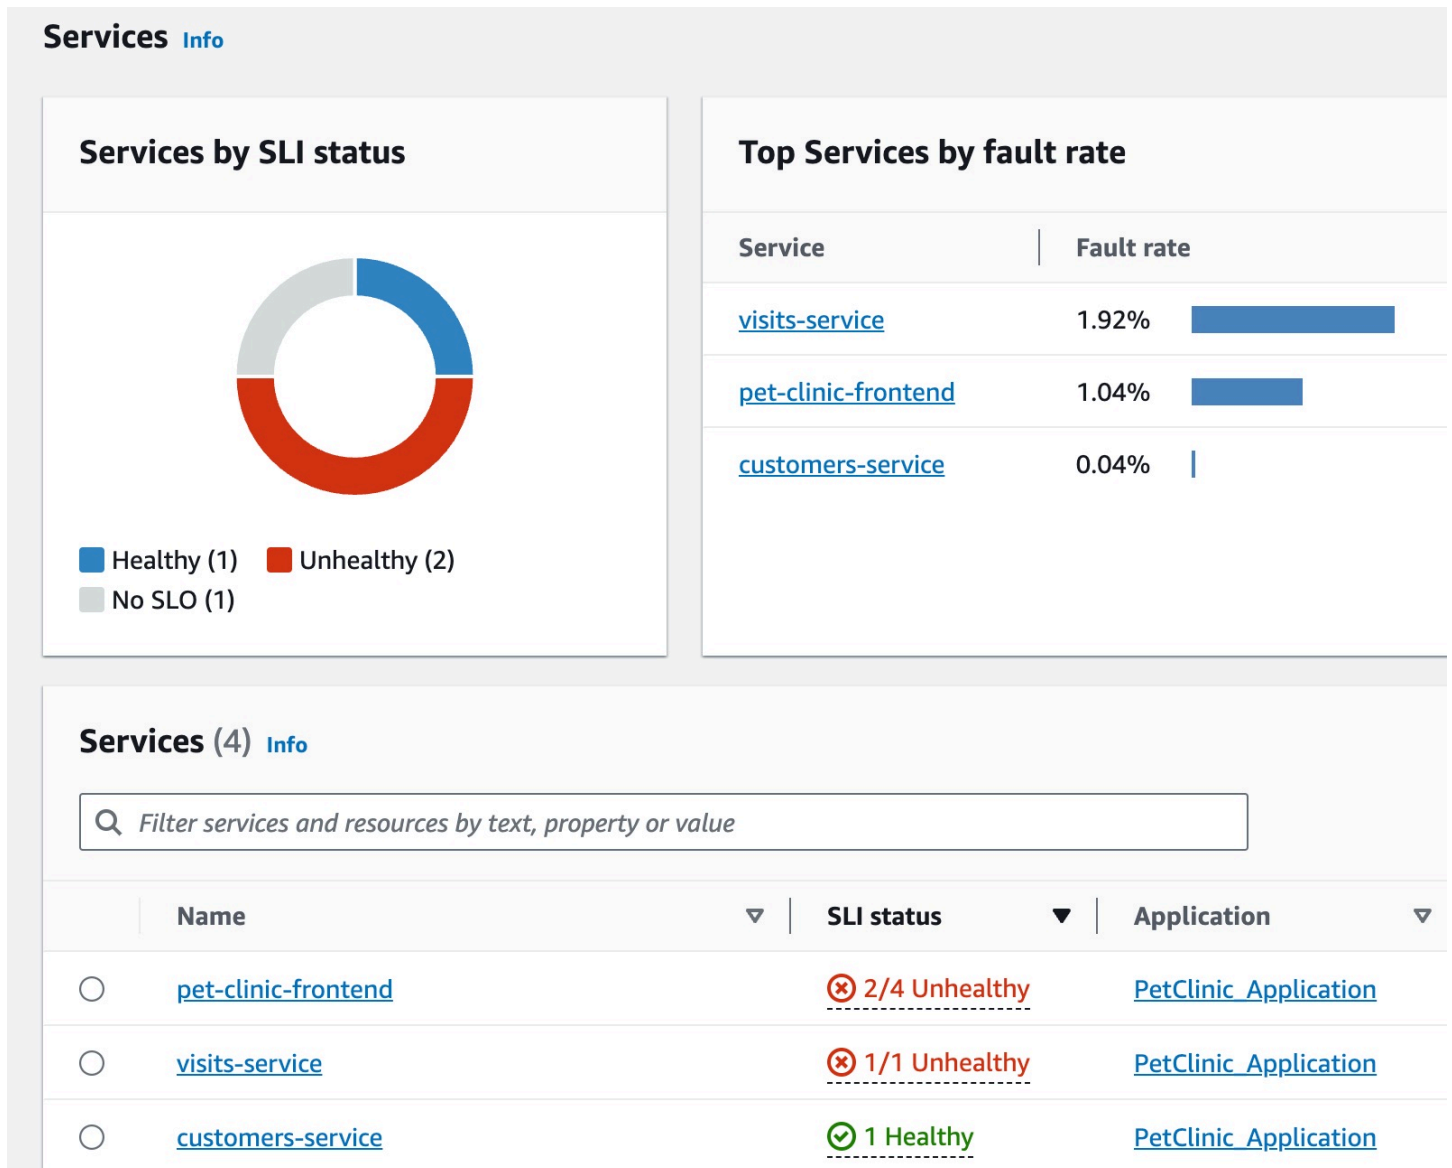 Services Info
Services by SLI status
Healthy (1) Unhealthy (2)
No SLO (1)
Top Services by fault rate
Service Fault rate
visits-service 1.92%
pet-clinic-frontend 1.04%
customers-service 0.04%
Services (4) Info
Filter services and resources by text, property or value
Name SLI status Application
pet-clinic-frontend 2/4 Unhealthy PetClinic_Application
visits-service 1/1 Unhealthy PetClinic_Application
customers-service 1 Healthy PetClinic_Application